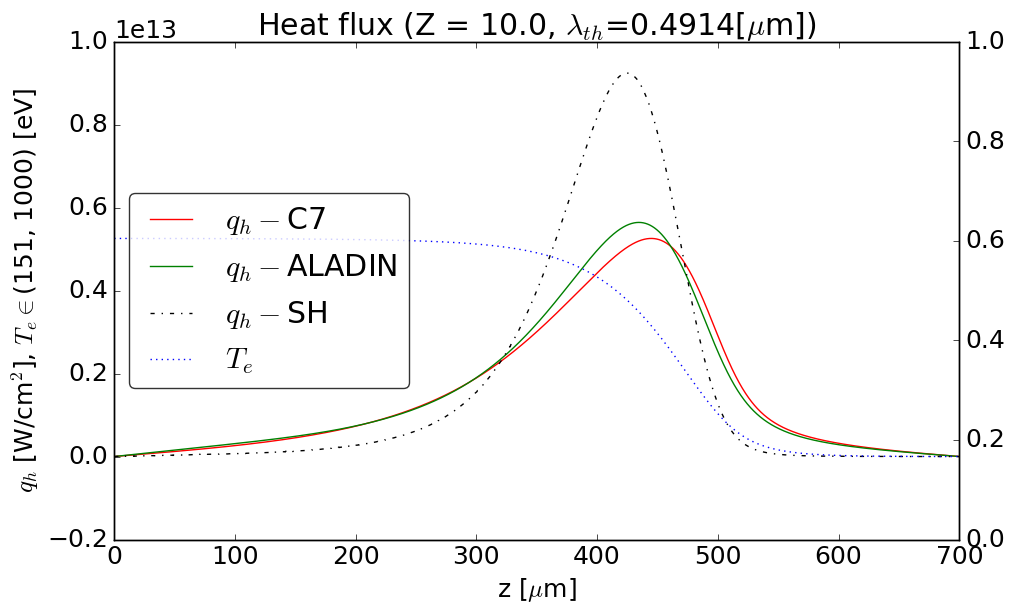 Heat flux (Z = 10.0, λ_th=0.4914[μm])
1e13
1.0
0.8
0.6
0.4
0.2
0.0
−0.2
q_h [W/cm²], T_e ∈ (151, 1000) [eV]
q_h − C7
q_h − ALADIN
q_h − SH
T_e
1.0
0.8
0.6
0.4
0.2
0.0
0 100 200 300 400 500 600 700
z [μm]